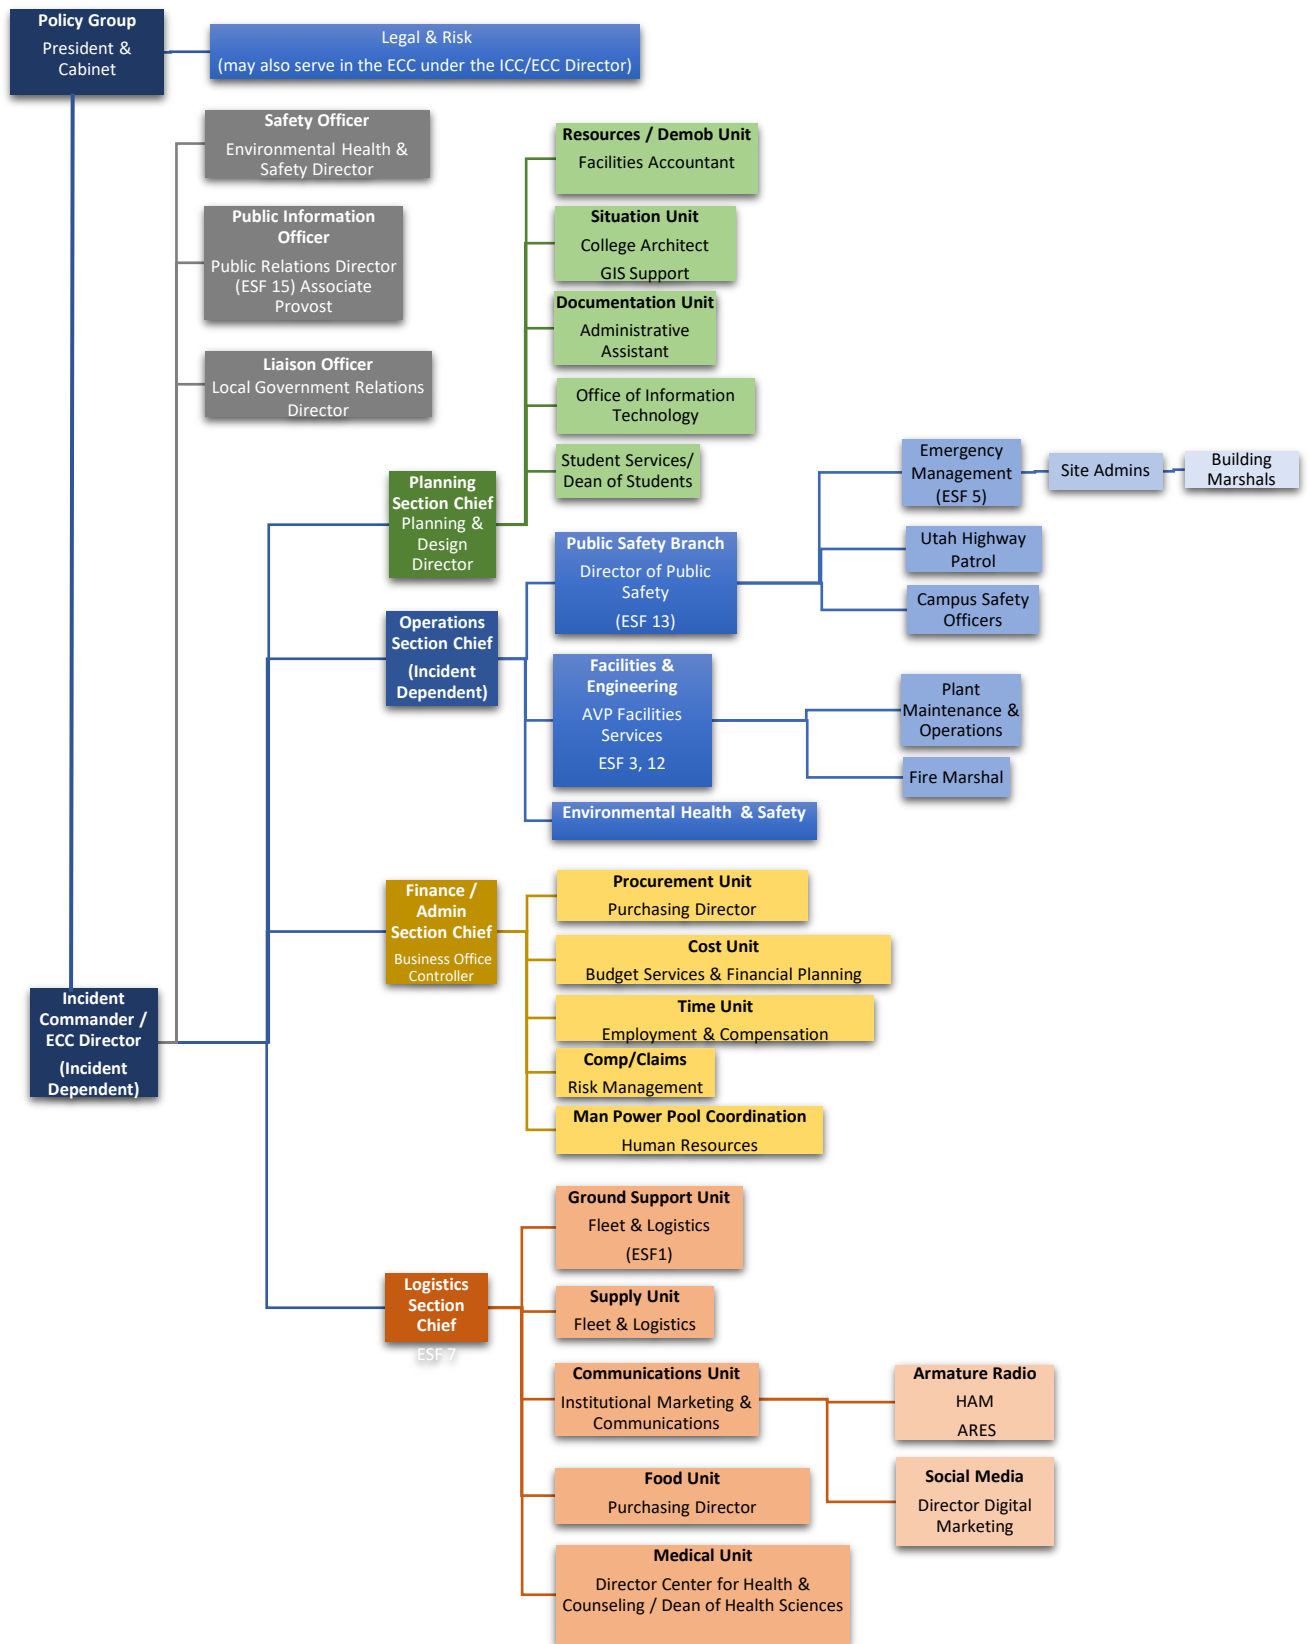 Policy Group
President &
Cabinet
Legal & Risk
(may also serve in the ECC under the ICC/ECC Director)
Safety Officer
Environmental Health &
Safety Director
Public Information
Officer
Public Relations Director
(ESF 15) Associate
Provost
Liaison Officer
Local Government Relations
Director
Resources / Demob Unit
Facilities Accountant
Situation Unit
College Architect
GIS Support
Documentation Unit
Administrative
Assistant
Office of Information
Technology
Student Services/
Dean of Students
Planning
Section Chief
Planning &
Design
Director
Emergency
Management
(ESF 5)
Site Admins
Building
Marshals
Public Safety Branch
Director of Public
Safety
(ESF 13)
Utah Highway
Patrol
Campus Safety
Officers
Operations
Section Chief
(Incident
Dependent)
Facilities &
Engineering
AVP Facilities
Services
ESF 3, 12
Plant
Maintenance &
Operations
Fire Marshal
Environmental Health & Safety
Finance /
Admin
Section Chief
Business Office
Controller
Procurement Unit
Purchasing Director
Cost Unit
Budget Services & Financial Planning
Time Unit
Employment & Compensation
Comp/Claims
Risk Management
Man Power Pool Coordination
Human Resources
Incident
Commander /
ECC Director
(Incident
Dependent)
Ground Support Unit
Fleet & Logistics
(ESF1)
Logistics
Section
Chief
ESF 7
Supply Unit
Fleet & Logistics
Communications Unit
Institutional Marketing &
Communications
Armature Radio
HAM
ARES
Social Media
Director Digital
Marketing
Food Unit
Purchasing Director
Medical Unit
Director Center for Health &
Counseling / Dean of Health Sciences